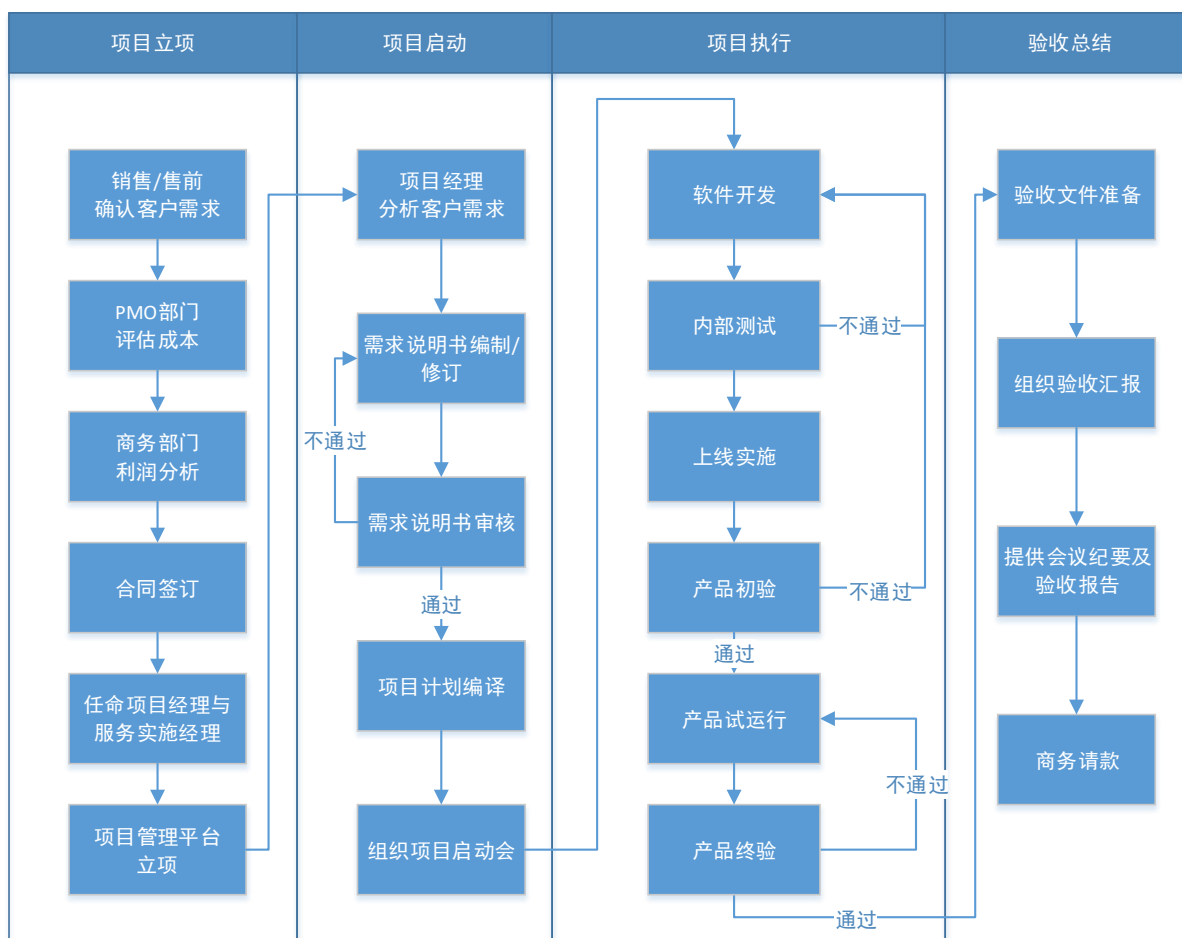 项目立项
项目启动
项目执行
验收总结
销售/售前
确认客户需求
PMO部门
评估成本
商务部门
利润分析
合同签订
任命项目经理与
服务实施经理
项目管理平台
立项
项目经理
分析客户需求
需求说明书编制/
修订
不通过
需求说明书审核
通过
项目计划编译
组织项目启动会
软件开发
内部测试
不通过
上线实施
产品初验
不通过
通过
产品试运行
不通过
产品终验
通过
验收文件准备
组织验收汇报
提供会议纪要及
验收报告
商务请款